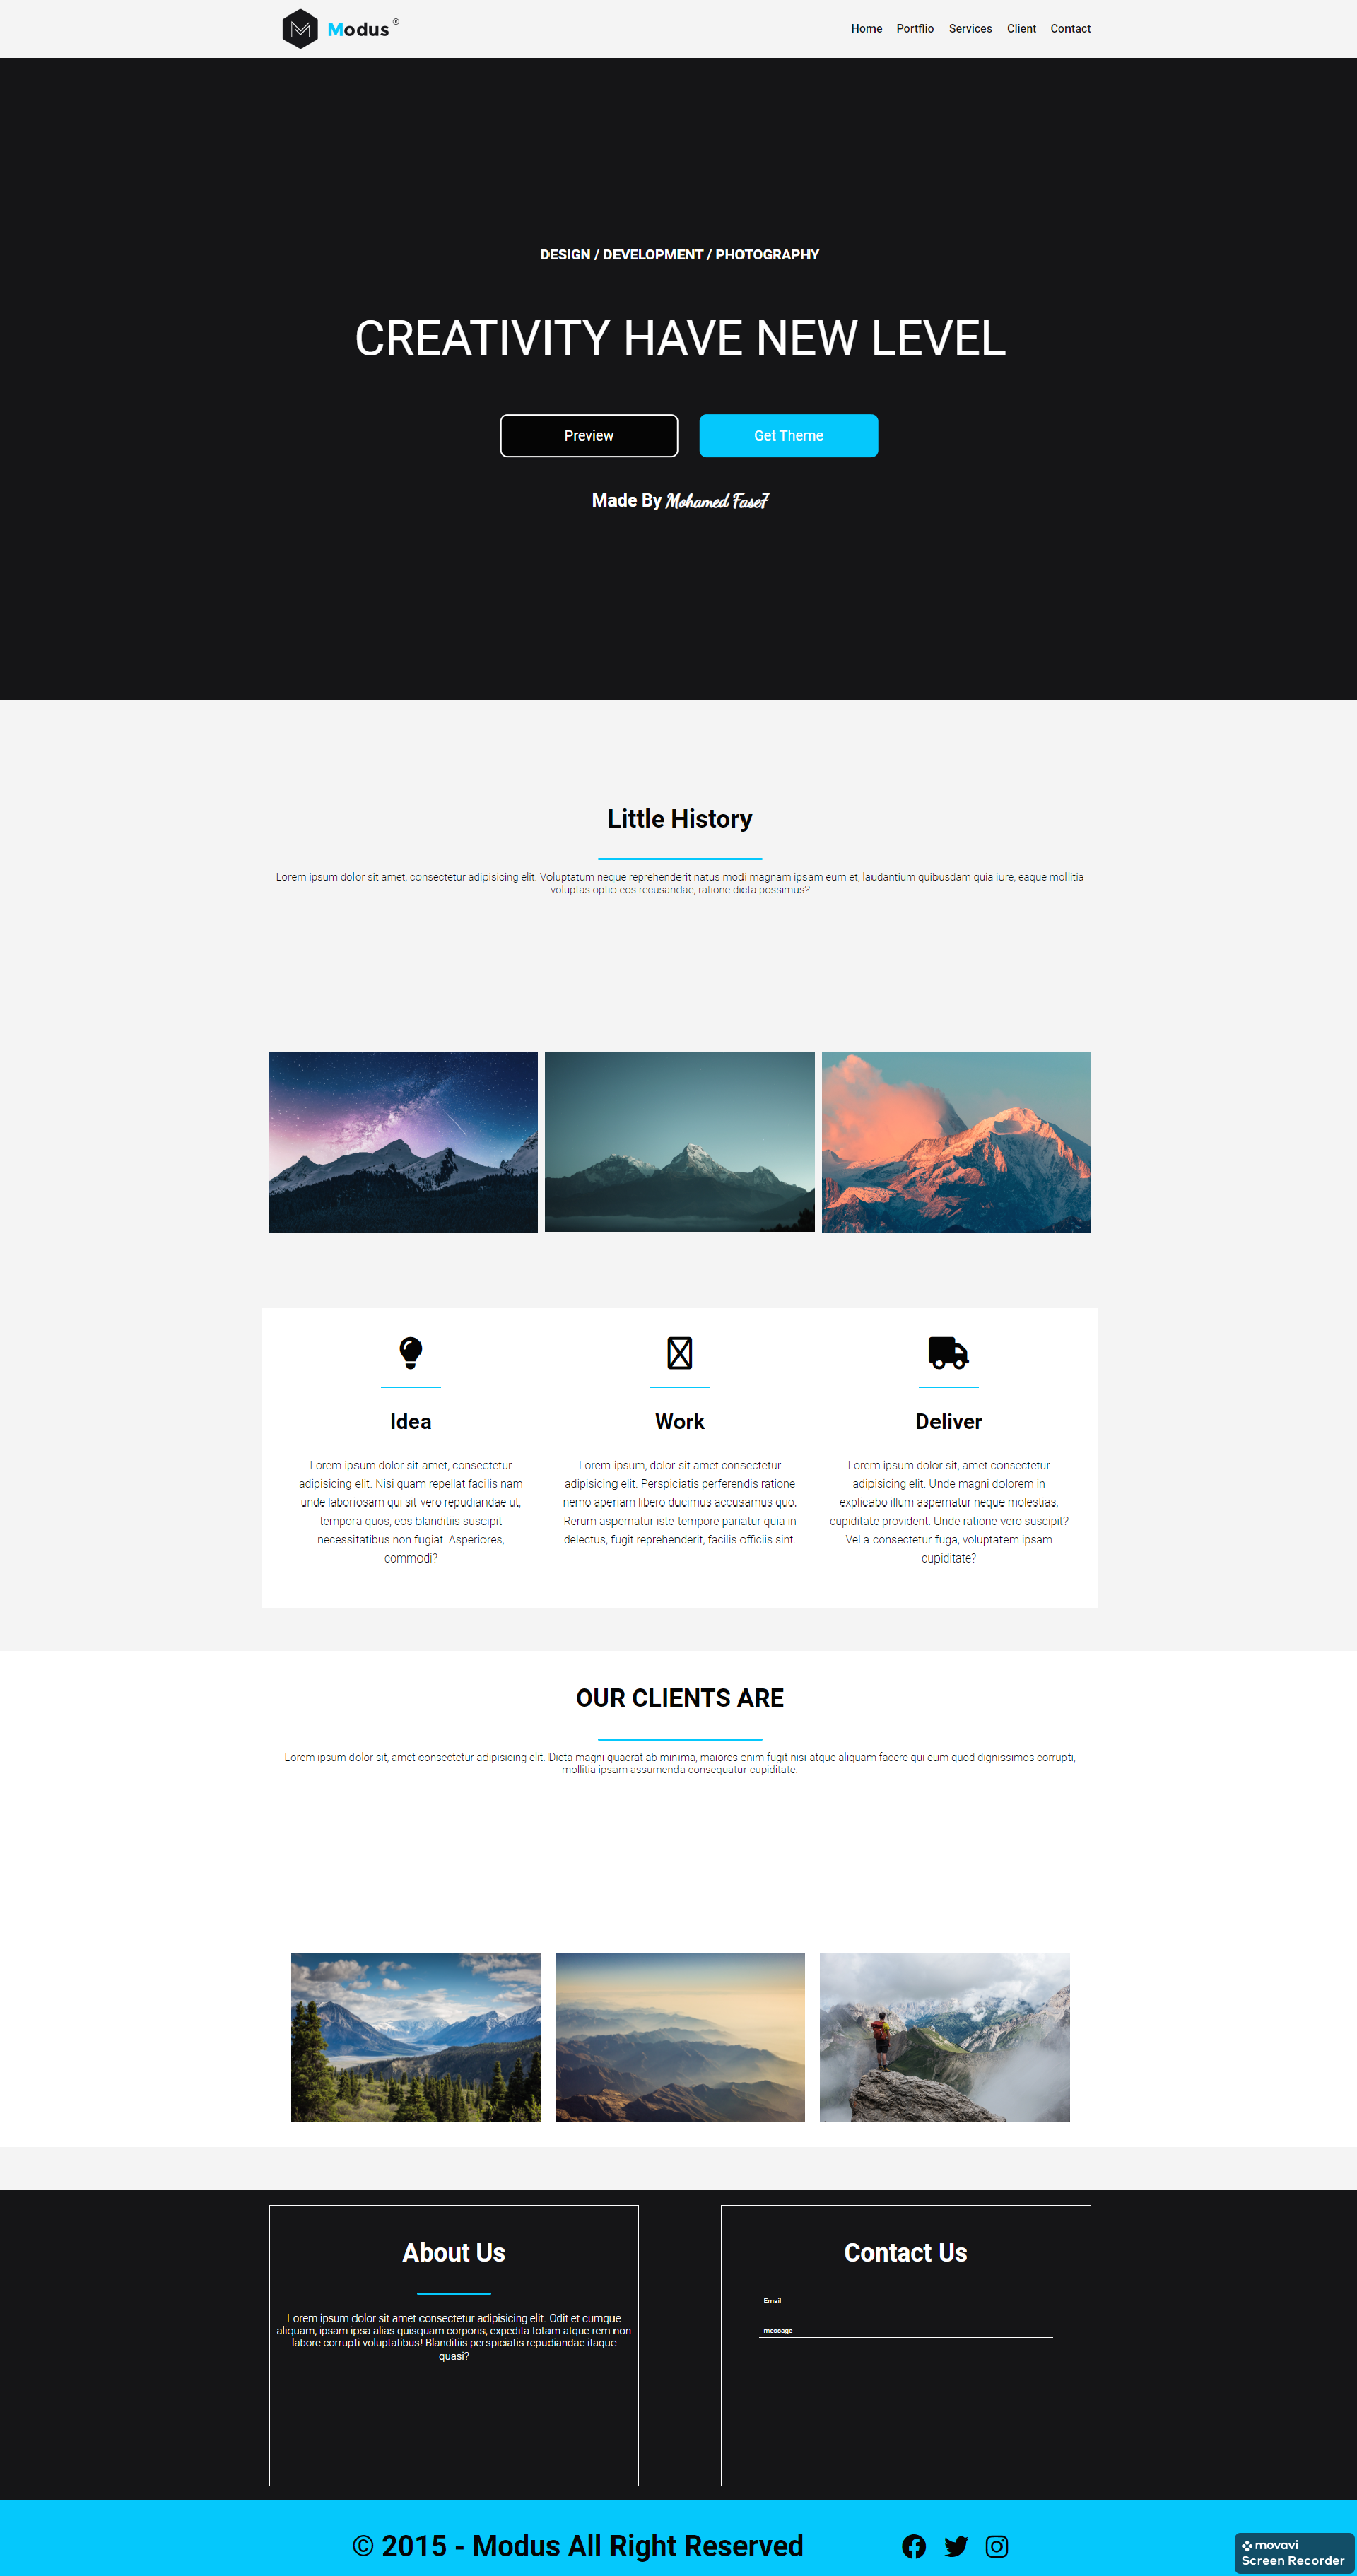 Modus ®
Home Portflio Services Client Contact
DESIGN / DEVELOPMENT / PHOTOGRAPHY
CREATIVITY HAVE NEW LEVEL
Preview Get Theme
Made By Mohamed Fase7
Little History
Lorem ipsum dolor sit amet, consectetur adipisicing elit. Voluptatum neque reprehenderit natus modi magnam ipsam eum et, laudantium quibusdam quia iure, eaque mollitia
voluptas optio eos recusandae, ratione dicta possimus?
Idea
Lorem ipsum dolor sit amet, consectetur
adipisicing elit. Nisi quam repellat facilis nam
unde laboriosam qui sit vero repudiandae ut,
tempora quos, eos blanditiis suscipit
necessitatibus non fugiat. Asperiores,
commodi?
Work
Lorem ipsum, dolor sit amet consectetur
adipisicing elit. Perspiciatis perferendis ratione
nemo aperiam libero ducimus accusamus quo.
Rerum aspernatur iste tempore pariatur quia in
delectus, fugit reprehenderit, facilis officiis sint.
Deliver
Lorem ipsum dolor sit, amet consectetur
adipisicing elit. Unde magni dolorem in
explicabo illum aspernatur neque molestias,
cupiditate provident. Unde ratione vero suscipit?
Vel a consectetur fuga, voluptatem ipsam
cupiditate?
OUR CLIENTS ARE
Lorem ipsum dolor sit, amet consectetur adipisicing elit. Dicta magni quaerat ab minima, maiores enim fugit nisi atque aliquam facere qui eum quod dignissimos corrupti,
mollitia ipsam assumenda consequatur cupiditate.
About Us
Lorem ipsum dolor sit amet consectetur adipisicing elit. Odit et cumque
aliquam, ipsam ipsa alias quisquam corporis, expedita totam atque rem non
labore corrupti voluptatibus! Blanditiis perspiciatis repudiandae itaque
quasi?
Contact Us
Email
message
© 2015 - Modus All Right Reserved
movavi
Screen Recorder